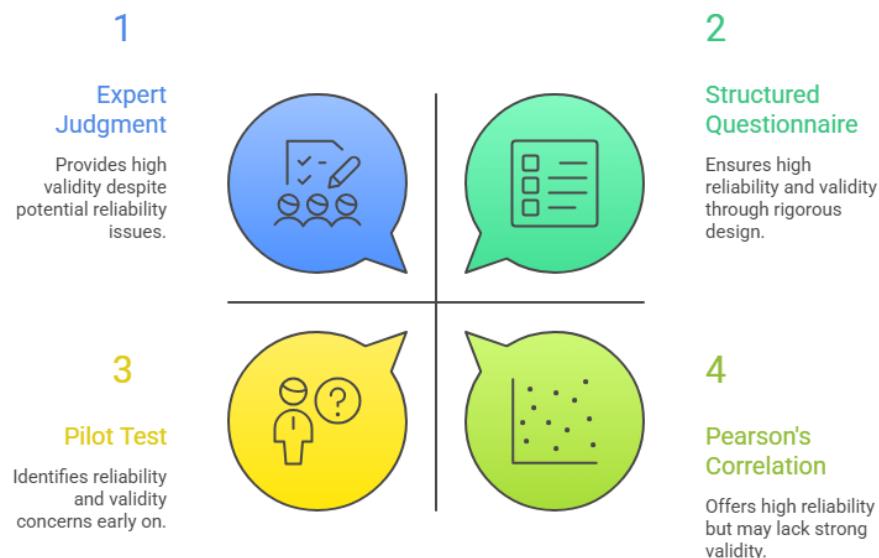 1
Expert
Judgment
Provides high
validity despite
potential reliability
issues.
2
Structured
Questionnaire
Ensures high
reliability and validity
through rigorous
design.
3
Pilot Test
Identifies reliability
and validity
concerns early on.
4
Pearson's
Correlation
Offers high reliability
but may lack strong
validity.